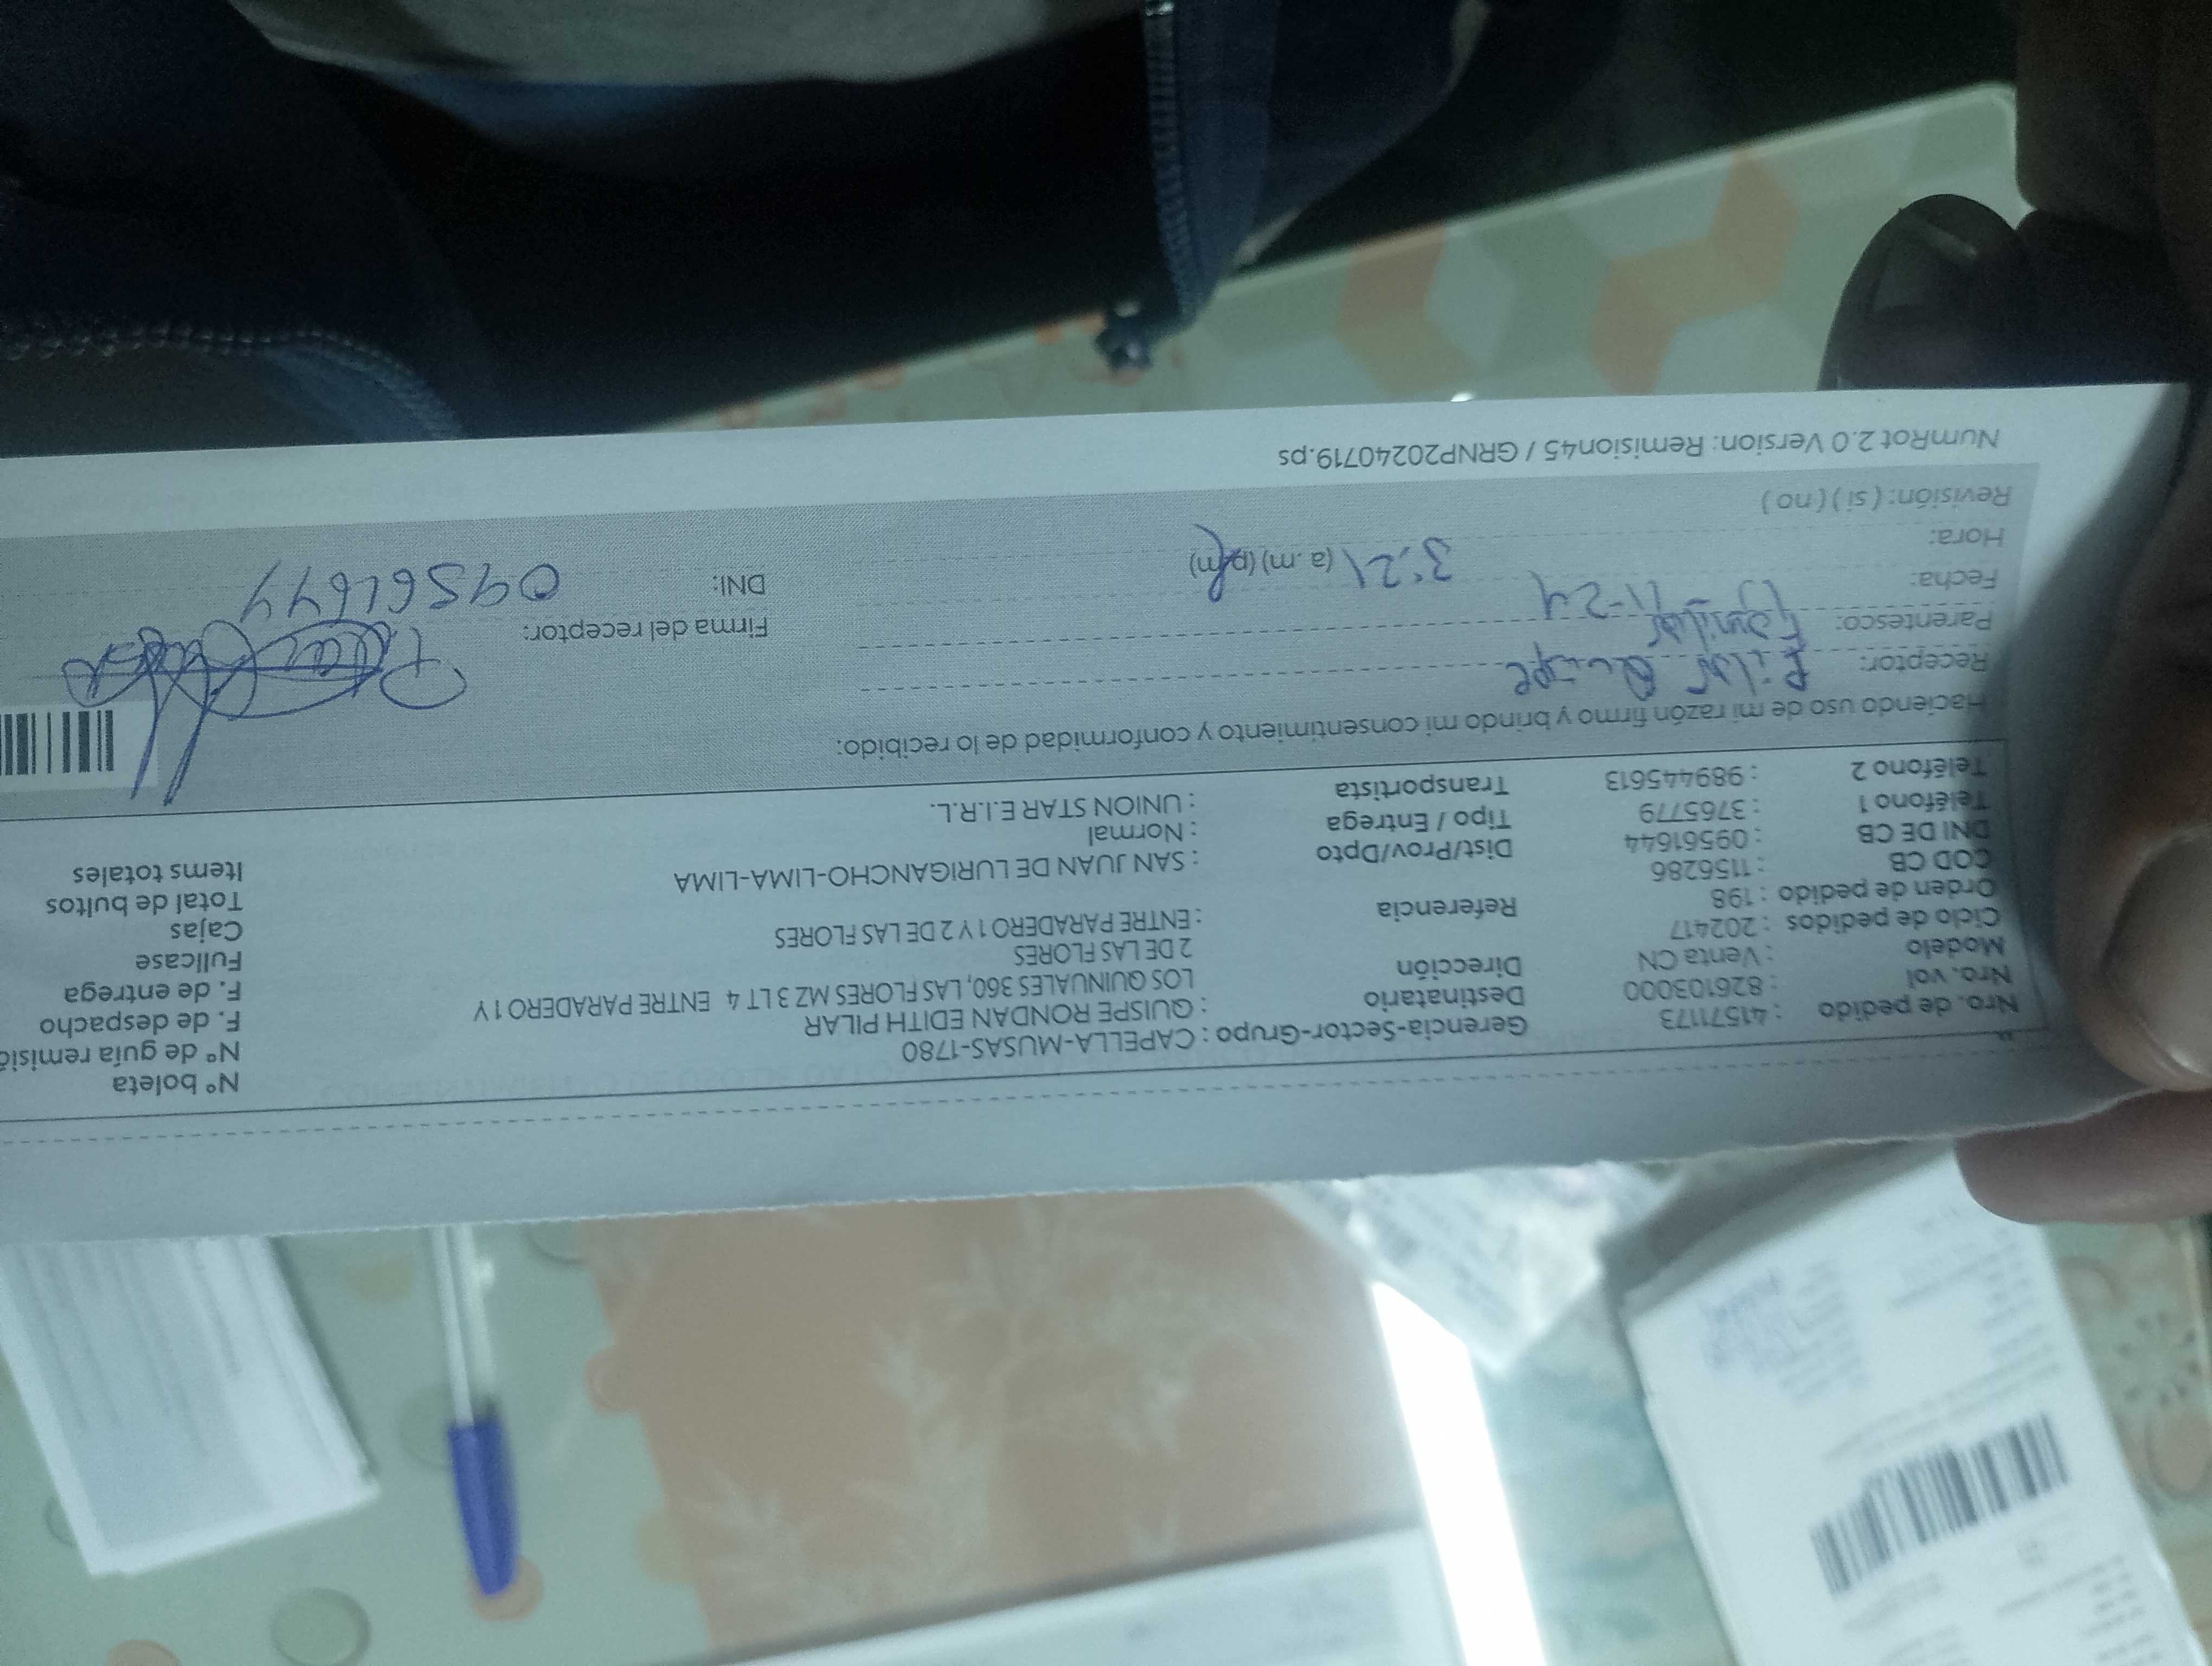 Nro. de pedido : 41571173
Nro. vol : 826103000
Modelo : Venta CN
Ciclo de pedidos : 202417
Orden de pedido : 198
COD CB : 1156286
DNI DE CB : 09561644
Teléfono 1 : 3765779
Teléfono 2 : 989445613
Gerencia-Sector-Grupo : CAPELLA-MUSAS-1780
Destinatario : QUISPE RONDAN EDITH PILAR
Dirección LOS QUINUALES 360, LAS FLORES MZ 3 LT 4 ENTRE PARADERO 1 Y
2 DE LAS FLORES
Referencia : ENTRE PARADERO 1 Y 2 DE LAS FLORES
Dist/Prov/Dpto : SAN JUAN DE LURIGANCHO-LIMA-LIMA
Tipo / Entrega : Normal
Transportista : UNION STAR E.I.R.L.
N° boleta
N° de guía remisió
F. de despacho
F. de entrega
Fullcase
Cajas
Total de bultos
Items totales
Haciendo uso de mi razón firmo y brindo mi consentimiento y conformidad de lo recibido:
Receptor: Pilar Quispe
Parentesco: Familiar
Fecha: 11-24
Hora: 3:21 (a. m) (p. m)
Revisión: ( si ) ( no )
Firma del receptor:
DNI: 09561644
NumRot 2.0 Version: Remision45 / GRNP20240719.ps